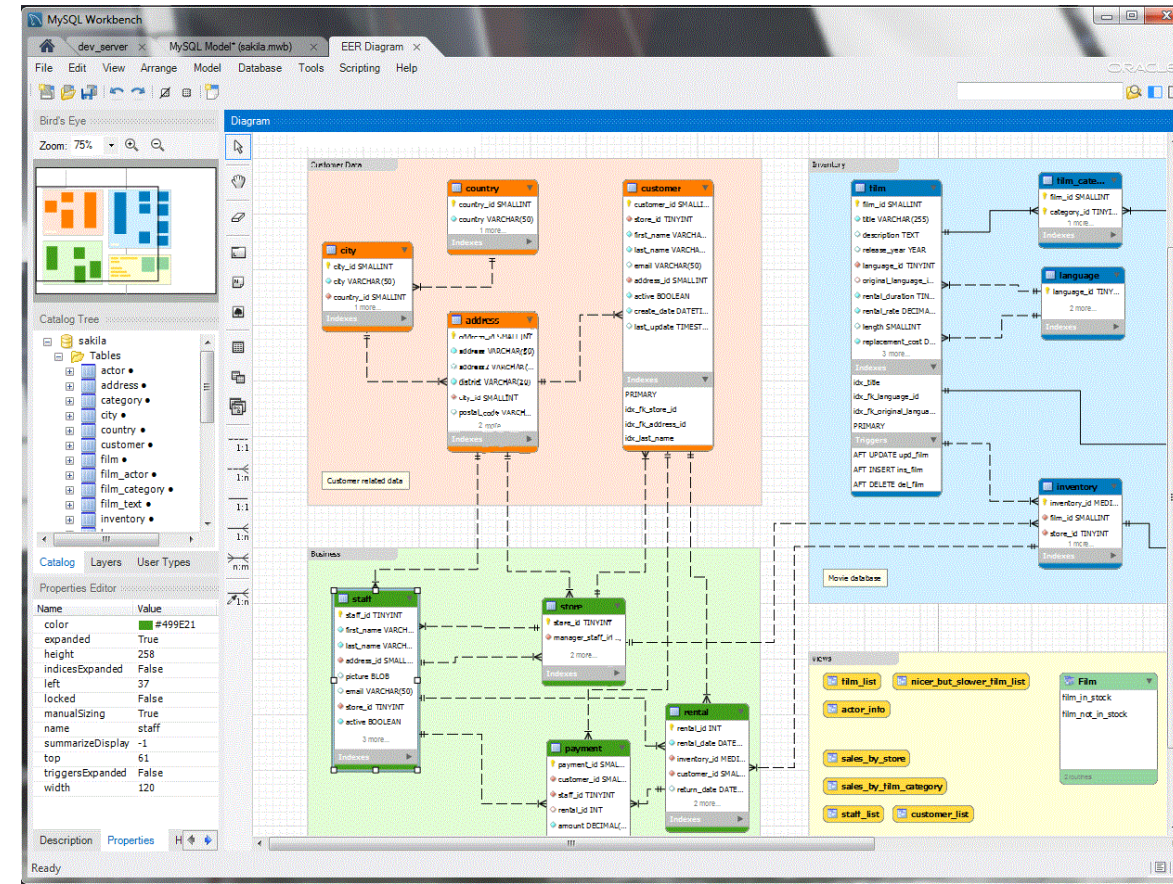 MySQL Workbench
dev_server
MySQL Model* (sakila.mwb)
EER Diagram
File Edit View Arrange Model Database Tools Scripting Help
Bird's Eye
Zoom: 75%
Catalog Tree
sakila
Tables
actor
address
category
city
country
customer
film
film_actor
film_category
film_text
inventory
Catalog Layers User Types
Properties Editor
Name Value
color #499E21
expanded True
height 258
indicesExpanded False
left 37
locked False
manualSizing True
name staff
summarizeDisplay -1
top 61
triggersExpanded False
width 120
Description Properties H
Ready
Diagram
1:1
1:n
1:1
1:n
n:m
1:n
Customer Data
country
country_id SMALLINT
country VARCHAR(50)
1 more...
Indexes
city
city_id SMALLINT
city VARCHAR(50)
country_id SMALLINT
1 more...
Indexes
address
address_id SMALLINT
address VARCHAR(50)
address2 VARCHAR(...
district VARCHAR(20)
city_id SMALLINT
postal_code VARCH...
2 more...
Indexes
customer
customer_id SMALLI...
store_id TINYINT
first_name VARCHA...
last_name VARCHA...
email VARCHAR(50)
address_id SMALLINT
active BOOLEAN
create_date DATETI...
last_update TIMEST...
Indexes
PRIMARY
idx_fk_store_id
idx_fk_address_id
idx_last_name
Customer related data
Business
staff
staff_id TINYINT
first_name VARCH...
last_name VARCH...
address_id SMALL...
picture BLOB
email VARCHAR(50)
store_id TINYINT
active BOOLEAN
3 more...
Indexes
store
store_id TINYINT
manager_staff_id ...
2 more...
Indexes
payment
payment_id SMAL...
customer_id SMAL...
staff_id TINYINT
rental_id INT
amount DECIMAL(...
rental
rental_id INT
rental_date DATE...
inventory_id MEDI...
customer_id SMAL...
return_date DATE...
2 more...
Indexes
Inventory
film
film_id SMALLINT
title VARCHAR(255)
description TEXT
release_year YEAR
language_id TINYINT
original_language_i...
rental_duration TIN...
rental_rate DECIMA...
length SMALLINT
replacement_cost D...
3 more...
Indexes
idx_title
idx_fk_language_id
idx_fk_original_langua...
PRIMARY
Triggers
AFT UPDATE upd_film
AFT INSERT ins_film
AFT DELETE del_film
film_cate...
film_id SMALLINT
category_id TINYI...
1 more...
Indexes
language
language_id TINY...
2 more...
Indexes
inventory
inventory_id MEDI...
film_id SMALLINT
store_id TINYINT
1 more...
Indexes
Movie database
Views
film_list
nicer_but_slower_film_list
actor_info
sales_by_store
sales_by_film_category
staff_list
customer_list
Film
film_in_stock
film_not_in_stock
2 routines